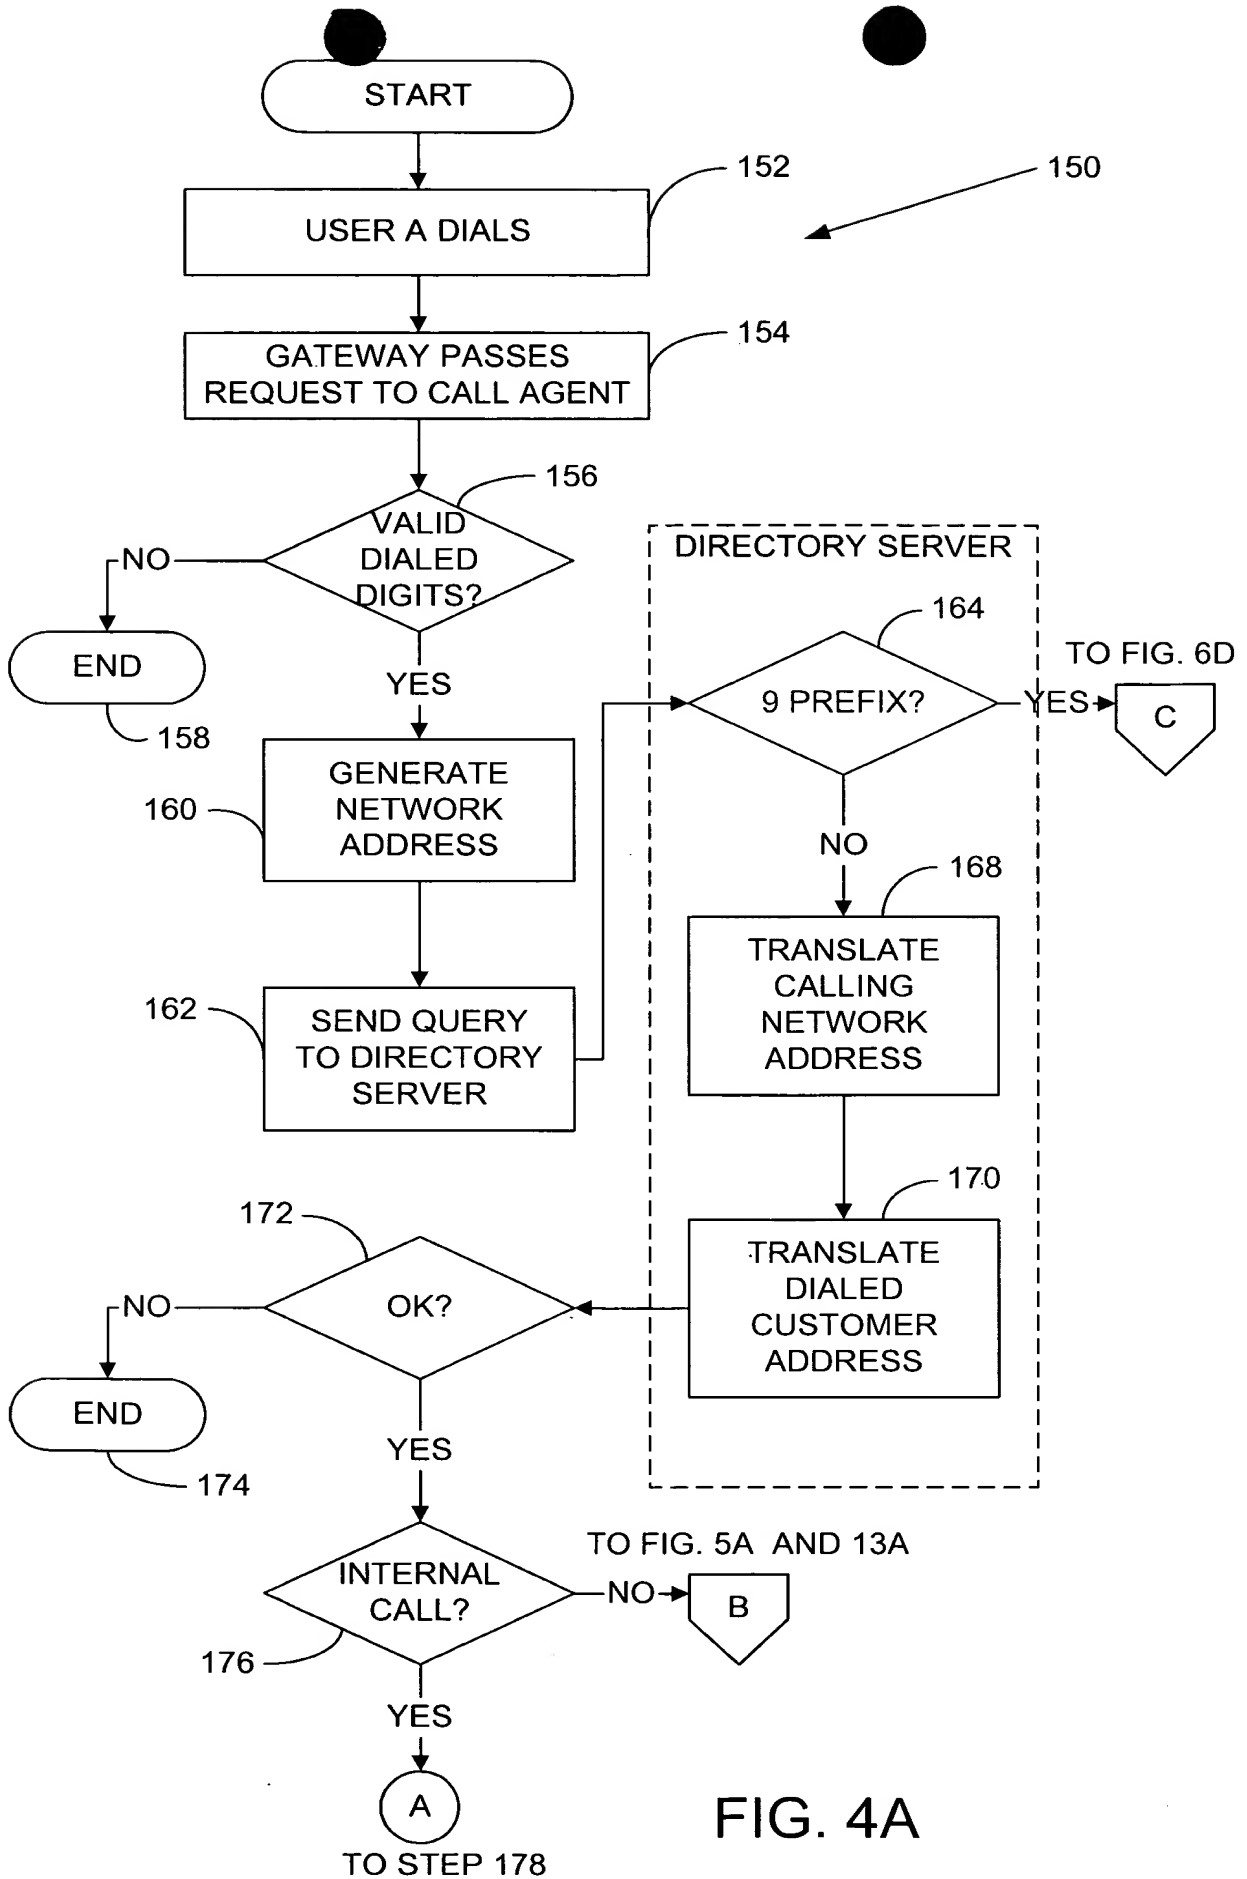 START
152
150
USER A DIALS
154
GATEWAY PASSES
REQUEST TO CALL AGENT
156
VALID
DIALED
DIGITS?
NO
END
158
YES
DIRECTORY SERVER
164
9 PREFIX?
YES
TO FIG. 6D
C
160
GENERATE
NETWORK
ADDRESS
NO
168
162
SEND QUERY
TO DIRECTORY
SERVER
TRANSLATE
CALLING
NETWORK
ADDRESS
170
TRANSLATE
DIALED
CUSTOMER
ADDRESS
172
OK?
NO
END
174
YES
TO FIG. 5A AND 13A
INTERNAL
CALL?
NO
B
176
YES
A
TO STEP 178
FIG. 4A